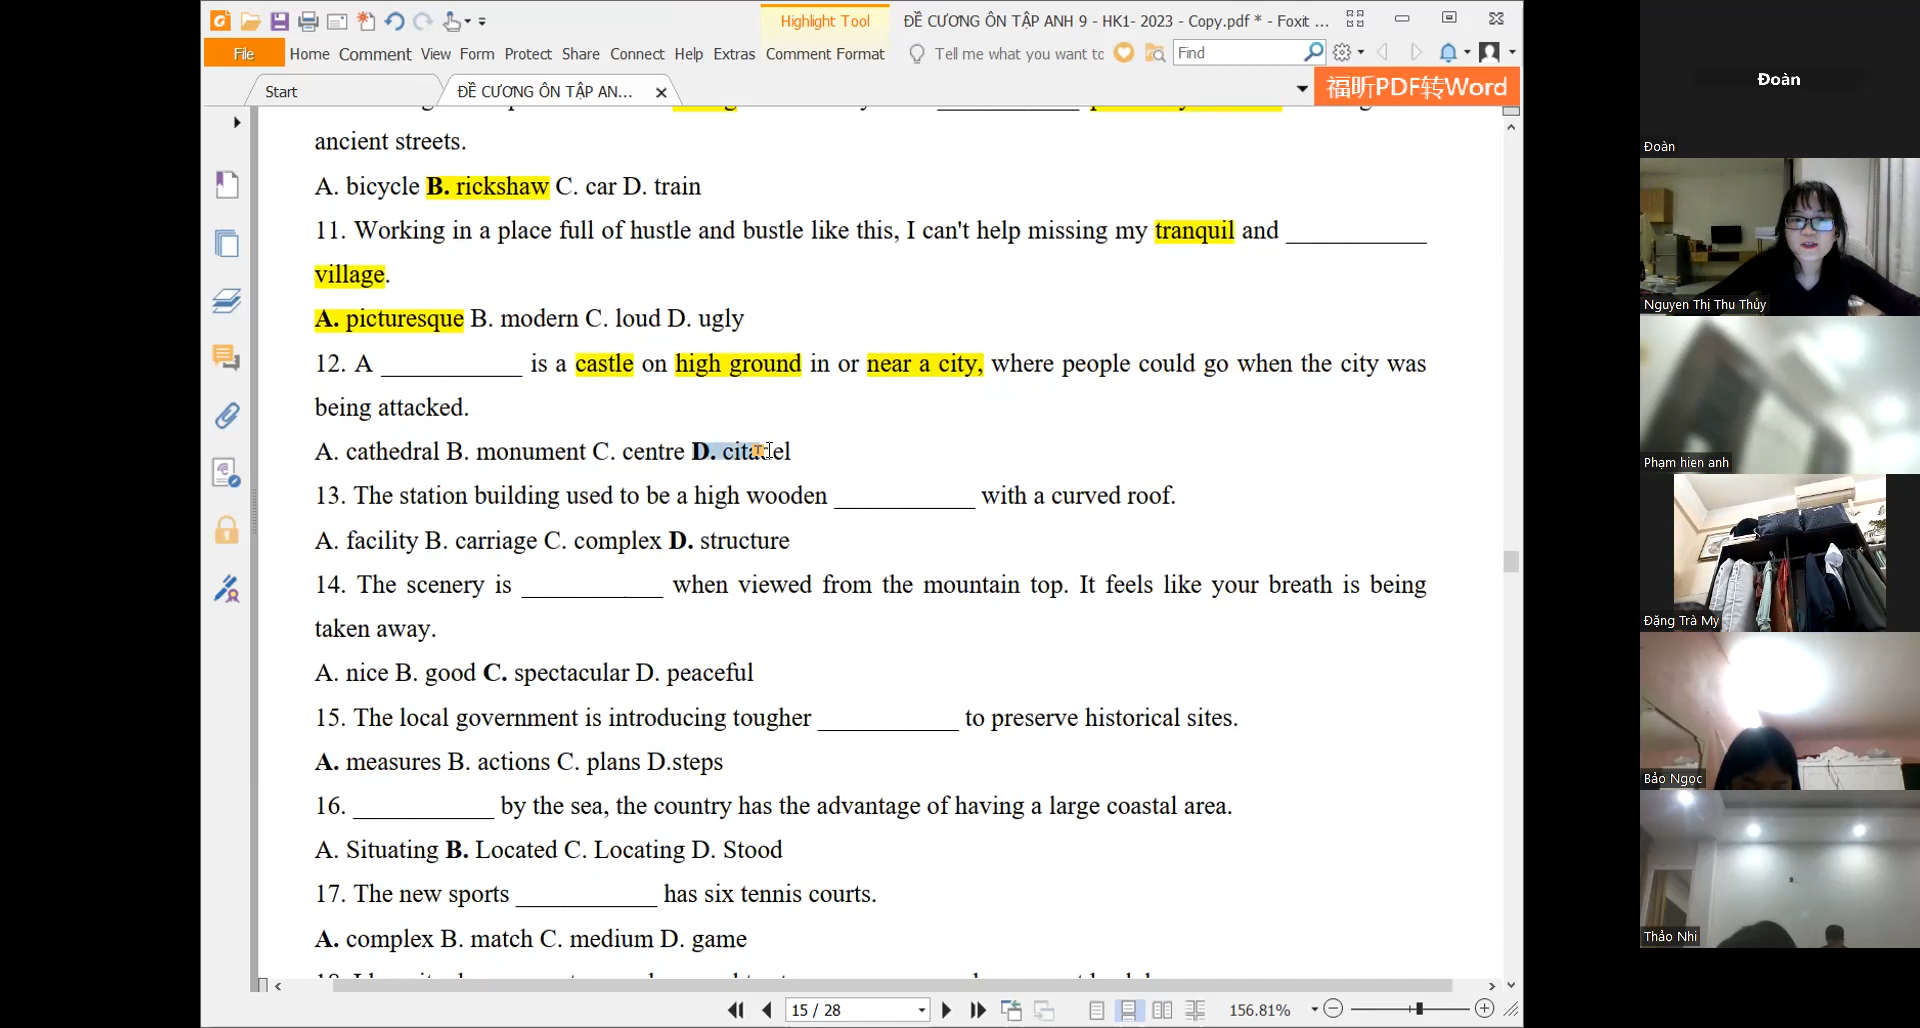 Highlight Tool
ĐỀ CƯƠNG ÔN TẬP ANH 9 - HK1- 2023 - Copy.pdf * - Foxit ...
File Home Comment View Form Protect Share Connect Help Extras Comment Format Tell me what you want to Find
Start ĐỀ CƯƠNG ÔN TẬP AN... 福昕PDF转Word
ancient streets.
A. bicycle B. rickshaw C. car D. train
11. Working in a place full of hustle and bustle like this, I can't help missing my tranquil and ___________
village.
A. picturesque B. modern C. loud D. ugly
12. A ___________ is a castle on high ground in or near a city, where people could go when the city was
being attacked.
A. cathedral B. monument C. centre D. citadel
13. The station building used to be a high wooden ___________ with a curved roof.
A. facility B. carriage C. complex D. structure
14. The scenery is ___________ when viewed from the mountain top. It feels like your breath is being
taken away.
A. nice B. good C. spectacular D. peaceful
15. The local government is introducing tougher ___________ to preserve historical sites.
A. measures B. actions C. plans D.steps
16. ___________ by the sea, the country has the advantage of having a large coastal area.
A. Situating B. Located C. Locating D. Stood
17. The new sports ___________ has six tennis courts.
A. complex B. match C. medium D. game
15 / 28
156.81%
Đoàn
Đoàn
Nguyen Thị Thu Thủy
Phạm hien anh
Đặng Trà My
Bảo Ngọc
Thảo Nhi